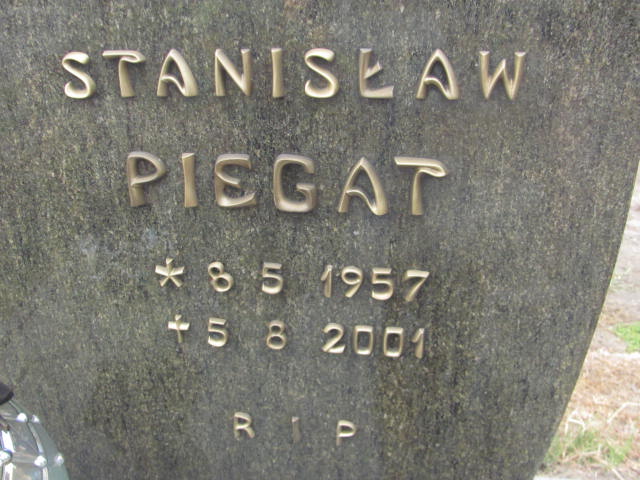 STANISŁAW
PIEGAT
* 8 5 1957
† 5 8 2001
R I P